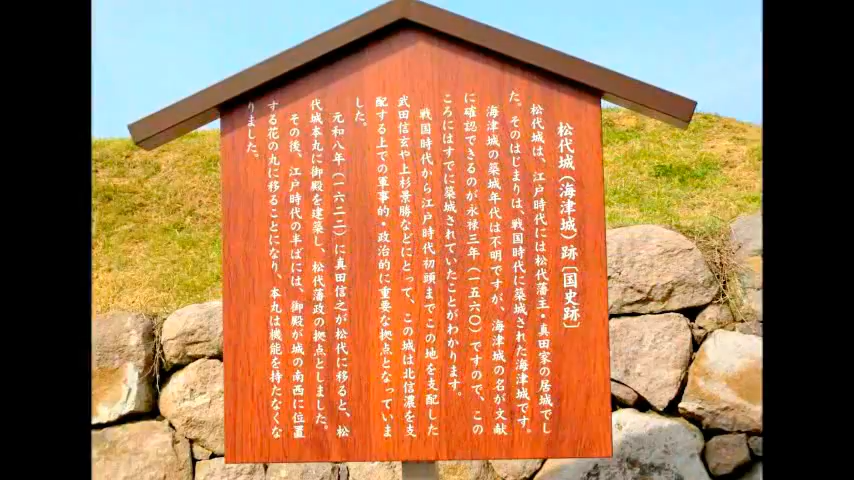 松代城(海津城)跡〔国史跡〕
松代城は、江戸時代には松代藩主・真田家の居城でし
た。そのはじまりは、戦国時代に築城された海津城です。
海津城の築城年代は不明ですが、海津城の名が文献
に確認できるのが永禄三年(一五六〇)ですので、この
ころにはすでに築城されていたことがわかります。
戦国時代から江戸時代初頭までこの地を支配した
武田信玄や上杉景勝などにとって、この城は北信濃を支
配する上での軍事的・政治的に重要な拠点となっていま
した。
元和八年(一六二二)に真田信之が松代に移ると、松
代城本丸に御殿を建築し、松代藩政の拠点としました。
その後、江戸時代の半ばには、御殿が城の南西に位置
する花の丸に移ることになり、本丸は機能を持たなくな
りました。